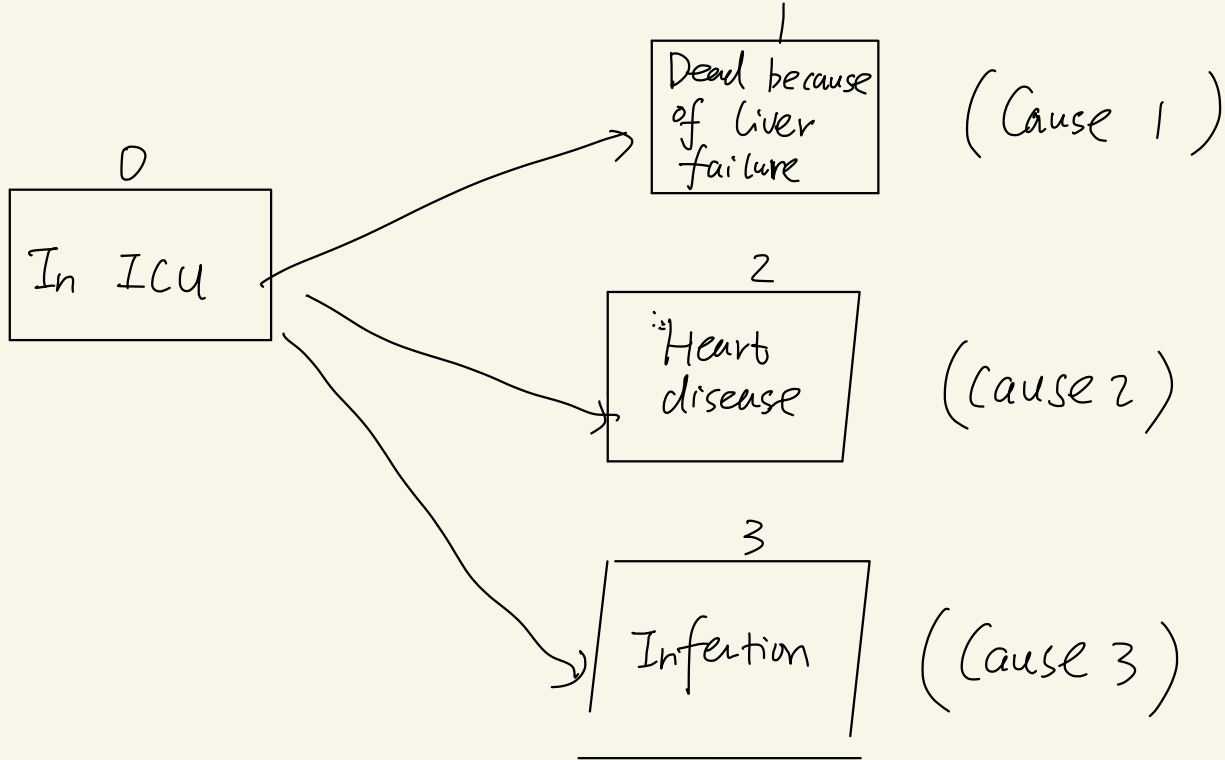 0
In ICU
1
Dead because
of liver
failure
(Cause 1)
2
Heart
disease
(Cause 2)
3
Infection
(Cause 3)